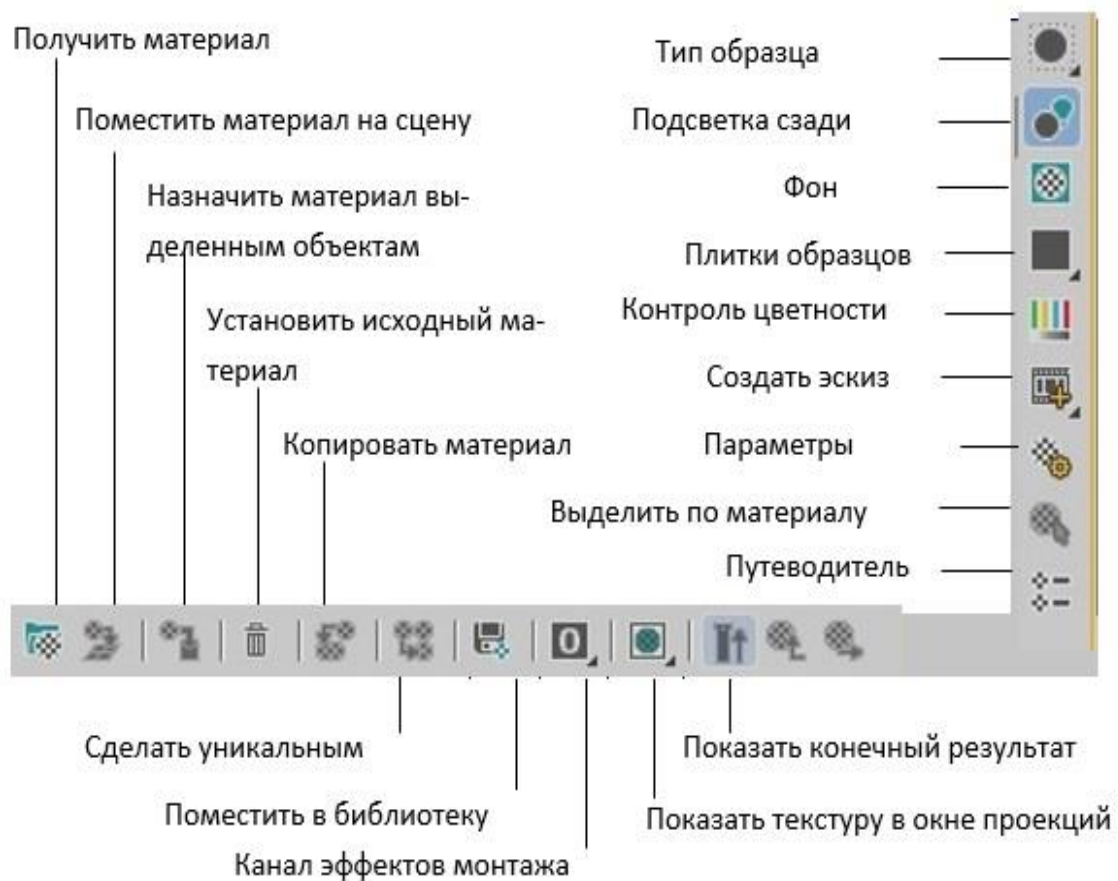 Получить материал
Тип образца
Поместить материал на сцену
Подсветка сзади
Назначить материал вы-
деленным объектам
Фон
Плитки образцов
Установить исходный ма-
териал
Контроль цветности
Создать эскиз
Копировать материал
Параметры
Выделить по материалу
Путеводитель
0
Сделать уникальным
Показать конечный результат
Поместить в библиотеку
Показать текстуру в окне проекций
Канал эффектов монтажа